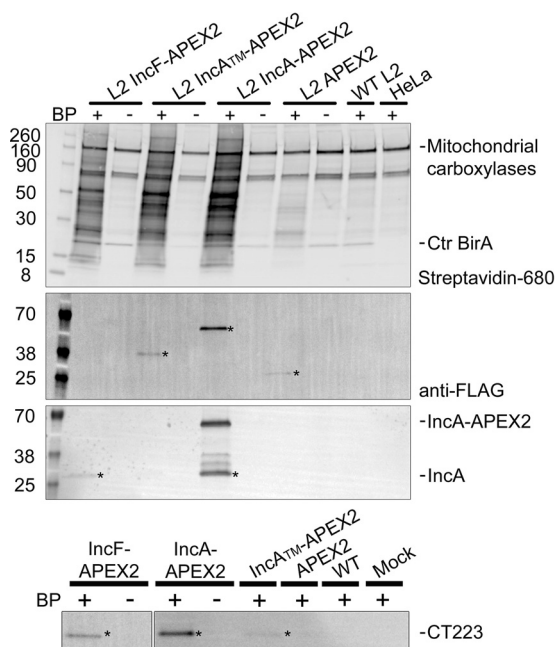 L2 IncF-APEX2 L2 IncATM-APEX2 L2 IncA-APEX2 L2 APEX2 WT L2 HeLa
BP + - + - + - + - + +
260
160
90
50
30
15
8
-Mitochondrial
carboxylases
-Ctr BirA
Streptavidin-680
70
38
25
*
*
*
anti-FLAG
70
38
25
*
*
-IncA-APEX2
-IncA
IncF-
APEX2
IncA-
APEX2
IncATM-APEX2
APEX2
WT
Mock
BP + - + - + + + +
* * * -CT223